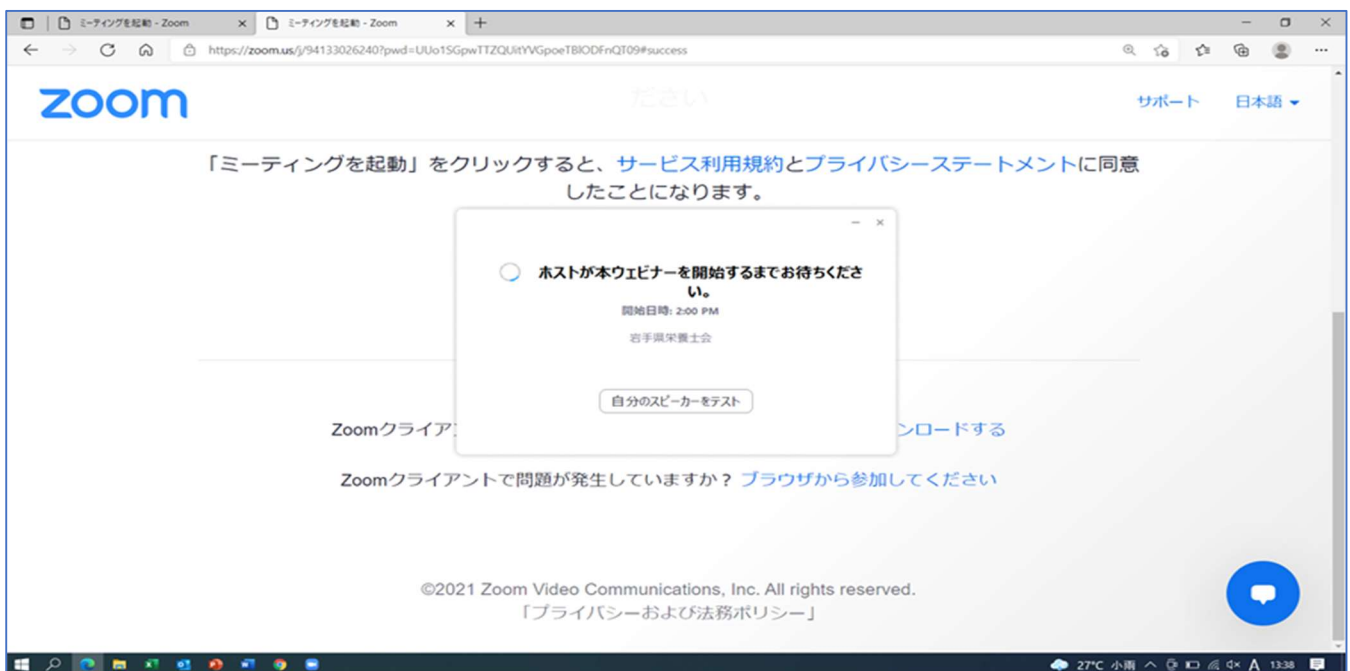 ミーティングを起動 - Zoom
ミーティングを起動 - Zoom
https://zoom.us/j/94133026240?pwd=UUo1SGpwTTZQUitYVGpoeTBlODFnQT09#success
zoom
ださい
サポート
日本語
「ミーティングを起動」をクリックすると、サービス利用規約とプライバシーステートメントに同意
したことになります。
ホストが本ウェビナーを開始するまでお待ちくださ
い。
開始日時: 2:00 PM
岩手県栄養士会
自分のスピーカーをテスト
Zoomクライア
ンロードする
Zoomクライアントで問題が発生していますか？ ブラウザから参加してください
©2021 Zoom Video Communications, Inc. All rights reserved.
「プライバシーおよび法務ポリシー」
27°C 小雨
A
13:38